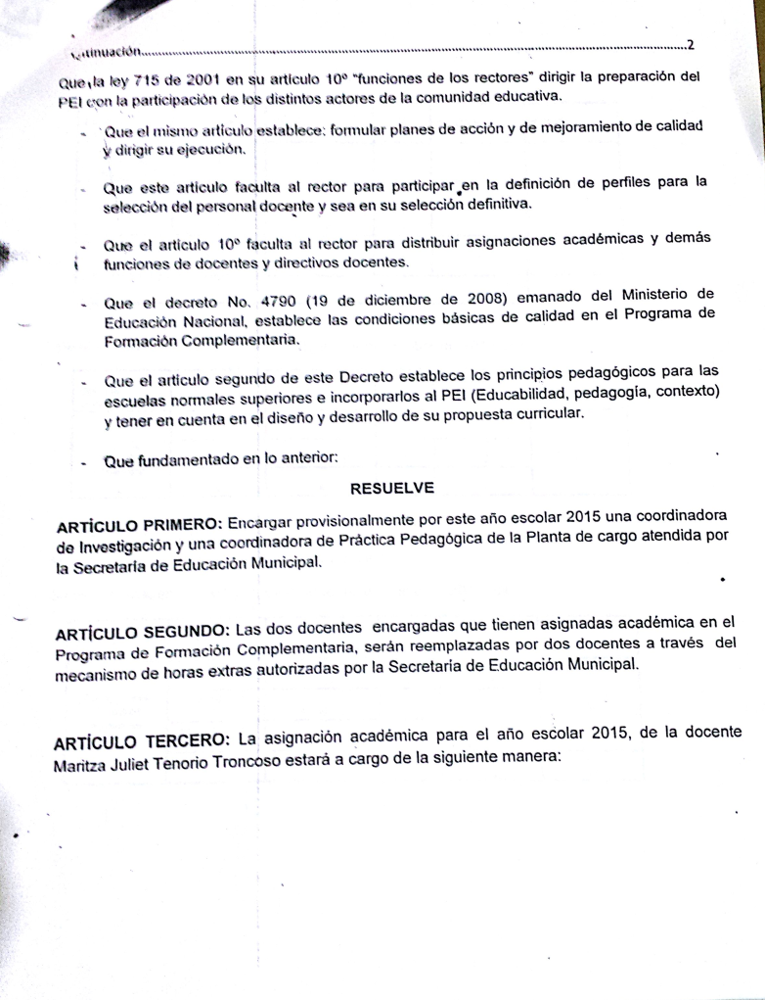 tinuación..........2
Que la ley 715 de 2001 en su articulo 10º "funciones de los rectores" dirigir la preparación del
PEI con la participación de los distintos actores de la comunidad educativa.
- Que el mismo articulo establece: formular planes de acción y de mejoramiento de calidad
y dirigir su ejecución.
- Que este articulo faculta al rector para participar en la definición de perfiles para la
selección del personal docente y sea en su selección definitiva.
- Que el articulo 10º faculta al rector para distribuir asignaciones académicas y demás
funciones de docentes y directivos docentes.
- Que el decreto No. 4790 (19 de diciembre de 2008) emanado del Ministerio de
Educación Nacional, establece las condiciones básicas de calidad en el Programa de
Formación Complementaria.
- Que el articulo segundo de este Decreto establece los principios pedagógicos para las
escuelas normales superiores e incorporarlos al PEI (Educabilidad, pedagogía, contexto)
y tener en cuenta en el diseño y desarrollo de su propuesta curricular.
- Que fundamentado en lo anterior:
RESUELVE
ARTÍCULO PRIMERO: Encargar provisionalmente por este año escolar 2015 una coordinadora
de Investigación y una coordinadora de Práctica Pedagógica de la Planta de cargo atendida por
la Secretaria de Educación Municipal.
ARTÍCULO SEGUNDO: Las dos docentes encargadas que tienen asignadas académica en el
Programa de Formación Complementaria, serán reemplazadas por dos docentes a través del
mecanismo de horas extras autorizadas por la Secretaria de Educación Municipal.
ARTÍCULO TERCERO: La asignación académica para el año escolar 2015, de la docente
Maritza Juliet Tenorio Troncoso estará a cargo de la siguiente manera: